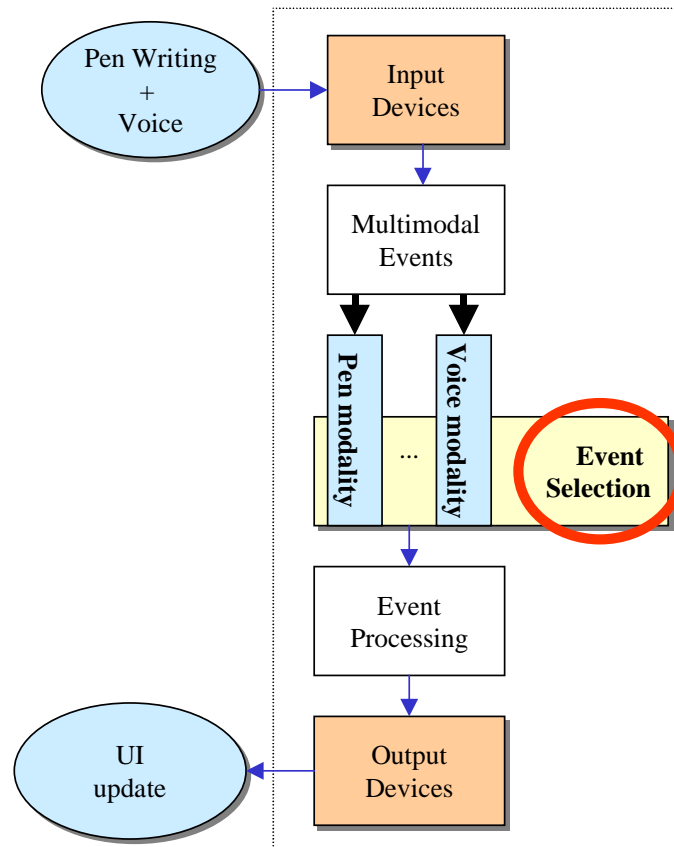 Pen Writing
+
Voice
Input
Devices
Multimodal
Events
Pen modality
...
Voice modality
Event
Selection
Event
Processing
UI
update
Output
Devices